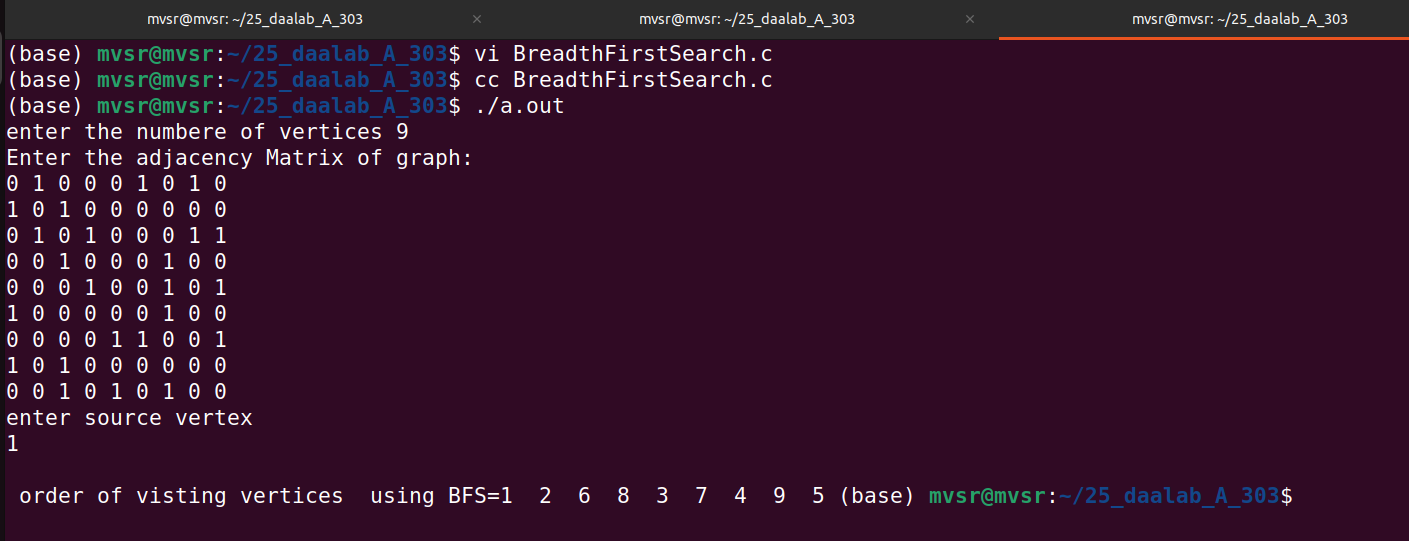 mvsr@mvsr: ~/25_daalab_A_303 × mvsr@mvsr: ~/25_daalab_A_303 × mvsr@mvsr: ~/25_daalab_A_303
(base) mvsr@mvsr:~/25_daalab_A_303$ vi BreadthFirstSearch.c
(base) mvsr@mvsr:~/25_daalab_A_303$ cc BreadthFirstSearch.c
(base) mvsr@mvsr:~/25_daalab_A_303$ ./a.out
enter the numbere of vertices 9
Enter the adjacency Matrix of graph:
0 1 0 0 0 1 0 1 0
1 0 1 0 0 0 0 0 0
0 1 0 1 0 0 0 1 1
0 0 1 0 0 0 1 0 0
0 0 0 1 0 0 1 0 1
1 0 0 0 0 0 1 0 0
0 0 0 0 1 1 0 0 1
1 0 1 0 0 0 0 0 0
0 0 1 0 1 0 1 0 0
enter source vertex
1
order of visting vertices  using BFS=1  2  6  8  3  7  4  9  5 (base) mvsr@mvsr:~/25_daalab_A_303$